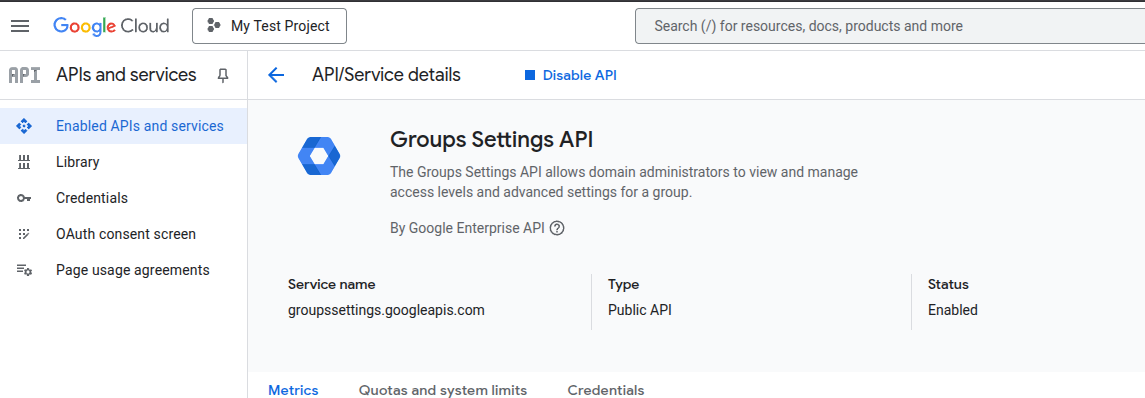 Google Cloud
My Test Project
Search (/) for resources, docs, products and more
API
APIs and services
API/Service details
Disable API
Enabled APIs and services
Library
Credentials
OAuth consent screen
Page usage agreements
Groups Settings API
The Groups Settings API allows domain administrators to view and manage
access levels and advanced settings for a group.
By Google Enterprise API
Service name
groupssettings.googleapis.com
Type
Public API
Status
Enabled
Metrics
Quotas and system limits
Credentials